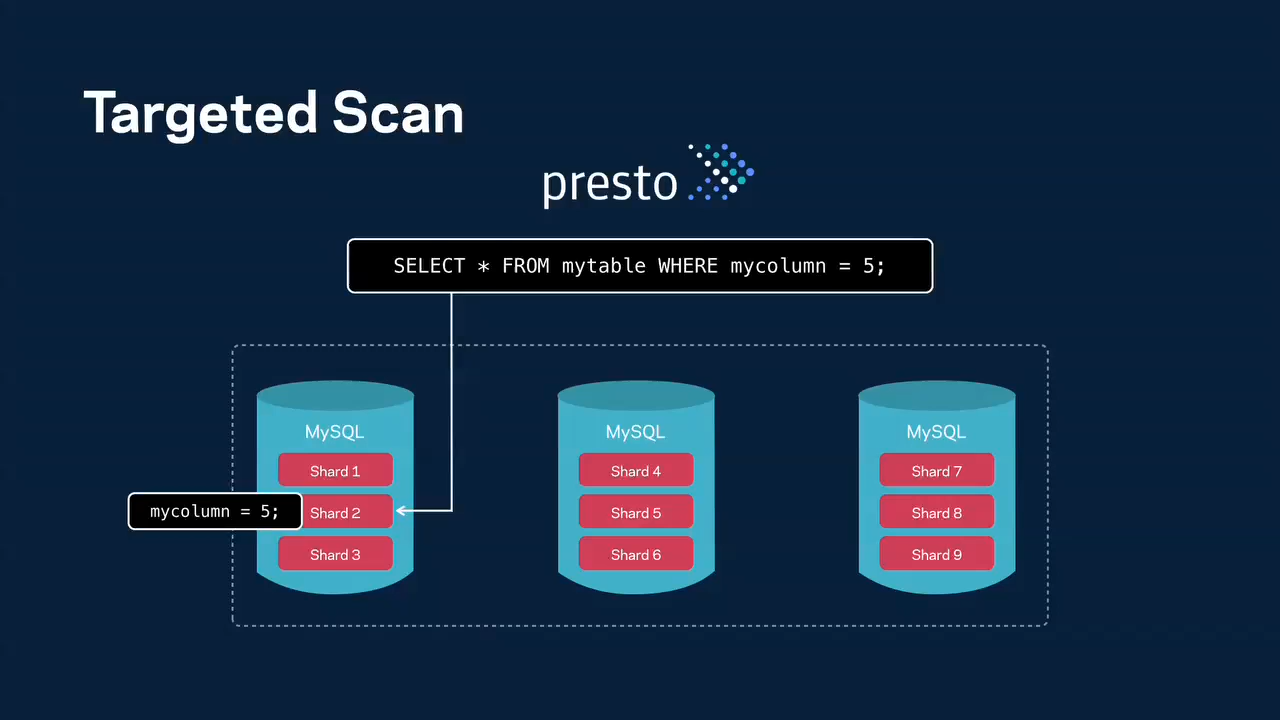 Targeted Scan
presto
SELECT * FROM mytable WHERE mycolumn = 5;
MySQL
Shard 1
mycolumn = 5;
Shard 2
Shard 3
MySQL
Shard 4
Shard 5
Shard 6
MySQL
Shard 7
Shard 8
Shard 9